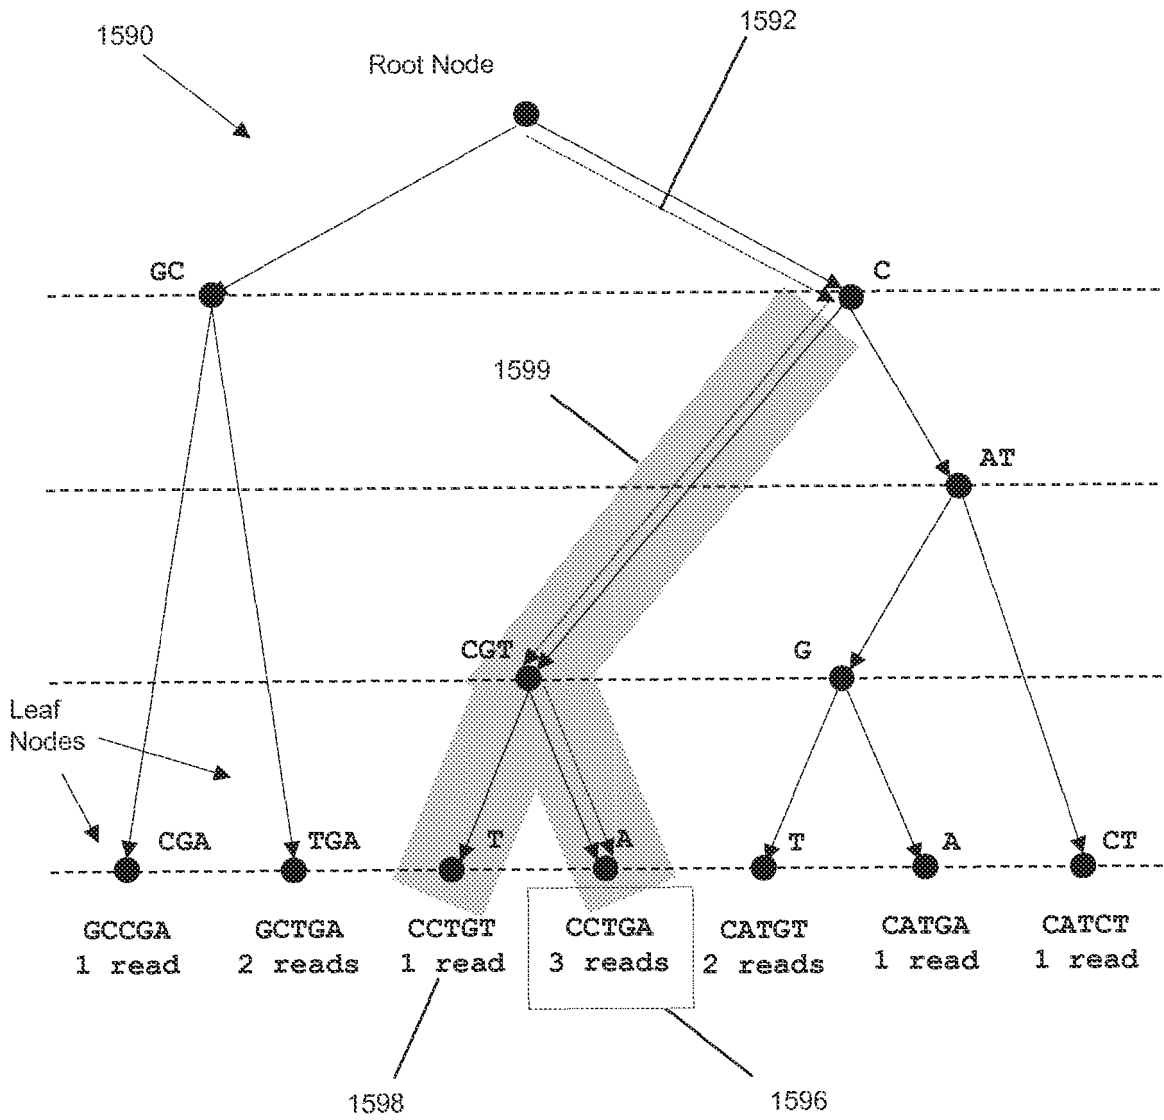 1590
1592
Root Node
GC
C
1599
AT
CGT
G
Leaf
Nodes
CGA
TGA
T
A
T
A
CT
GCCGA
1 read
GCTGA
2 reads
CCTGT
1 read
CCTGA
3 reads
CATGT
2 reads
CATGA
1 read
CATCT
1 read
1598
1596